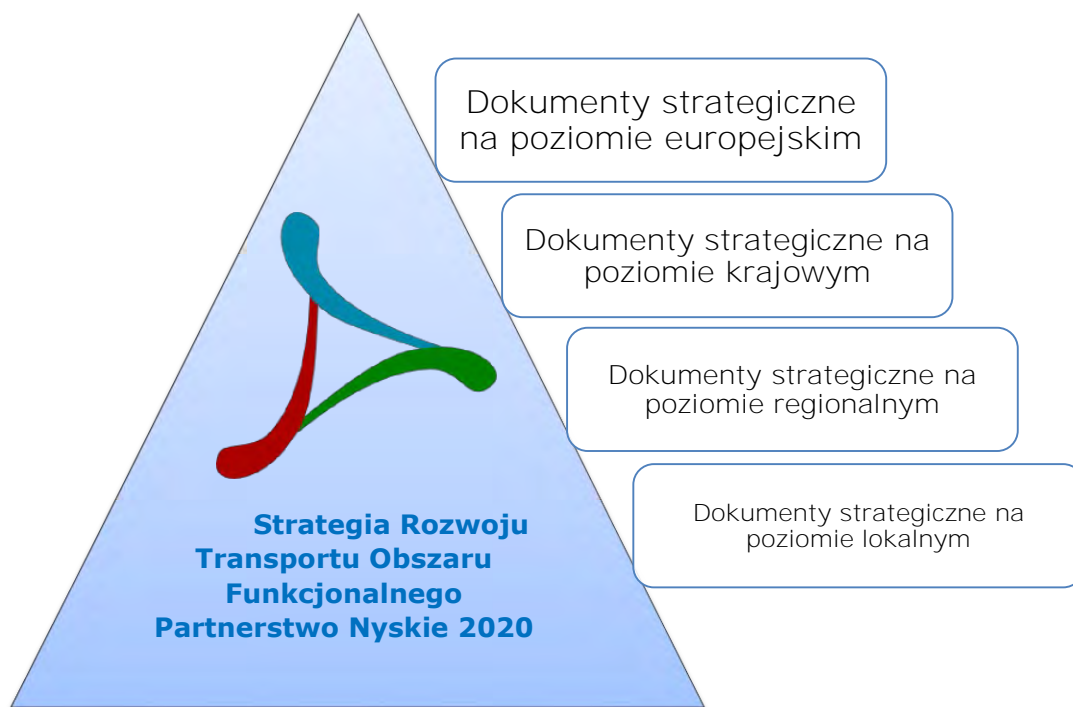 Dokumenty strategiczne
na poziomie europejskim
Dokumenty strategiczne na
poziomie krajowym
Dokumenty strategiczne na
poziomie regionalnym
Dokumenty strategiczne na
poziomie lokalnym
Strategia Rozwoju
Transportu Obszaru
Funkcjonalnego
Partnerstwo Nyskie 2020